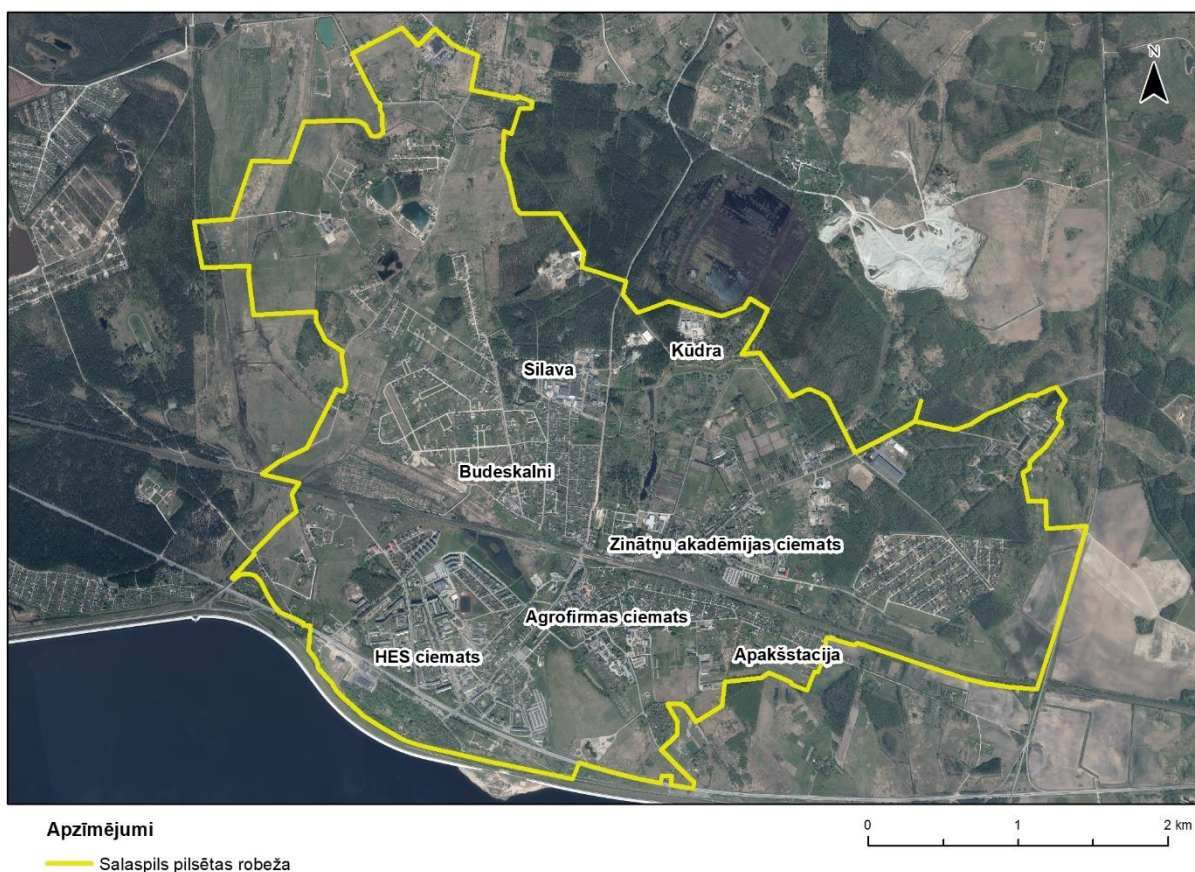 N
Kūdra
Silava
Budeskalni
Zinātņu akadēmijas ciemats
Agrofirmas ciemats
HES ciemats
Apakšstacija
Apzīmējumi
Salaspils pilsētas robeža
0 1 2 km